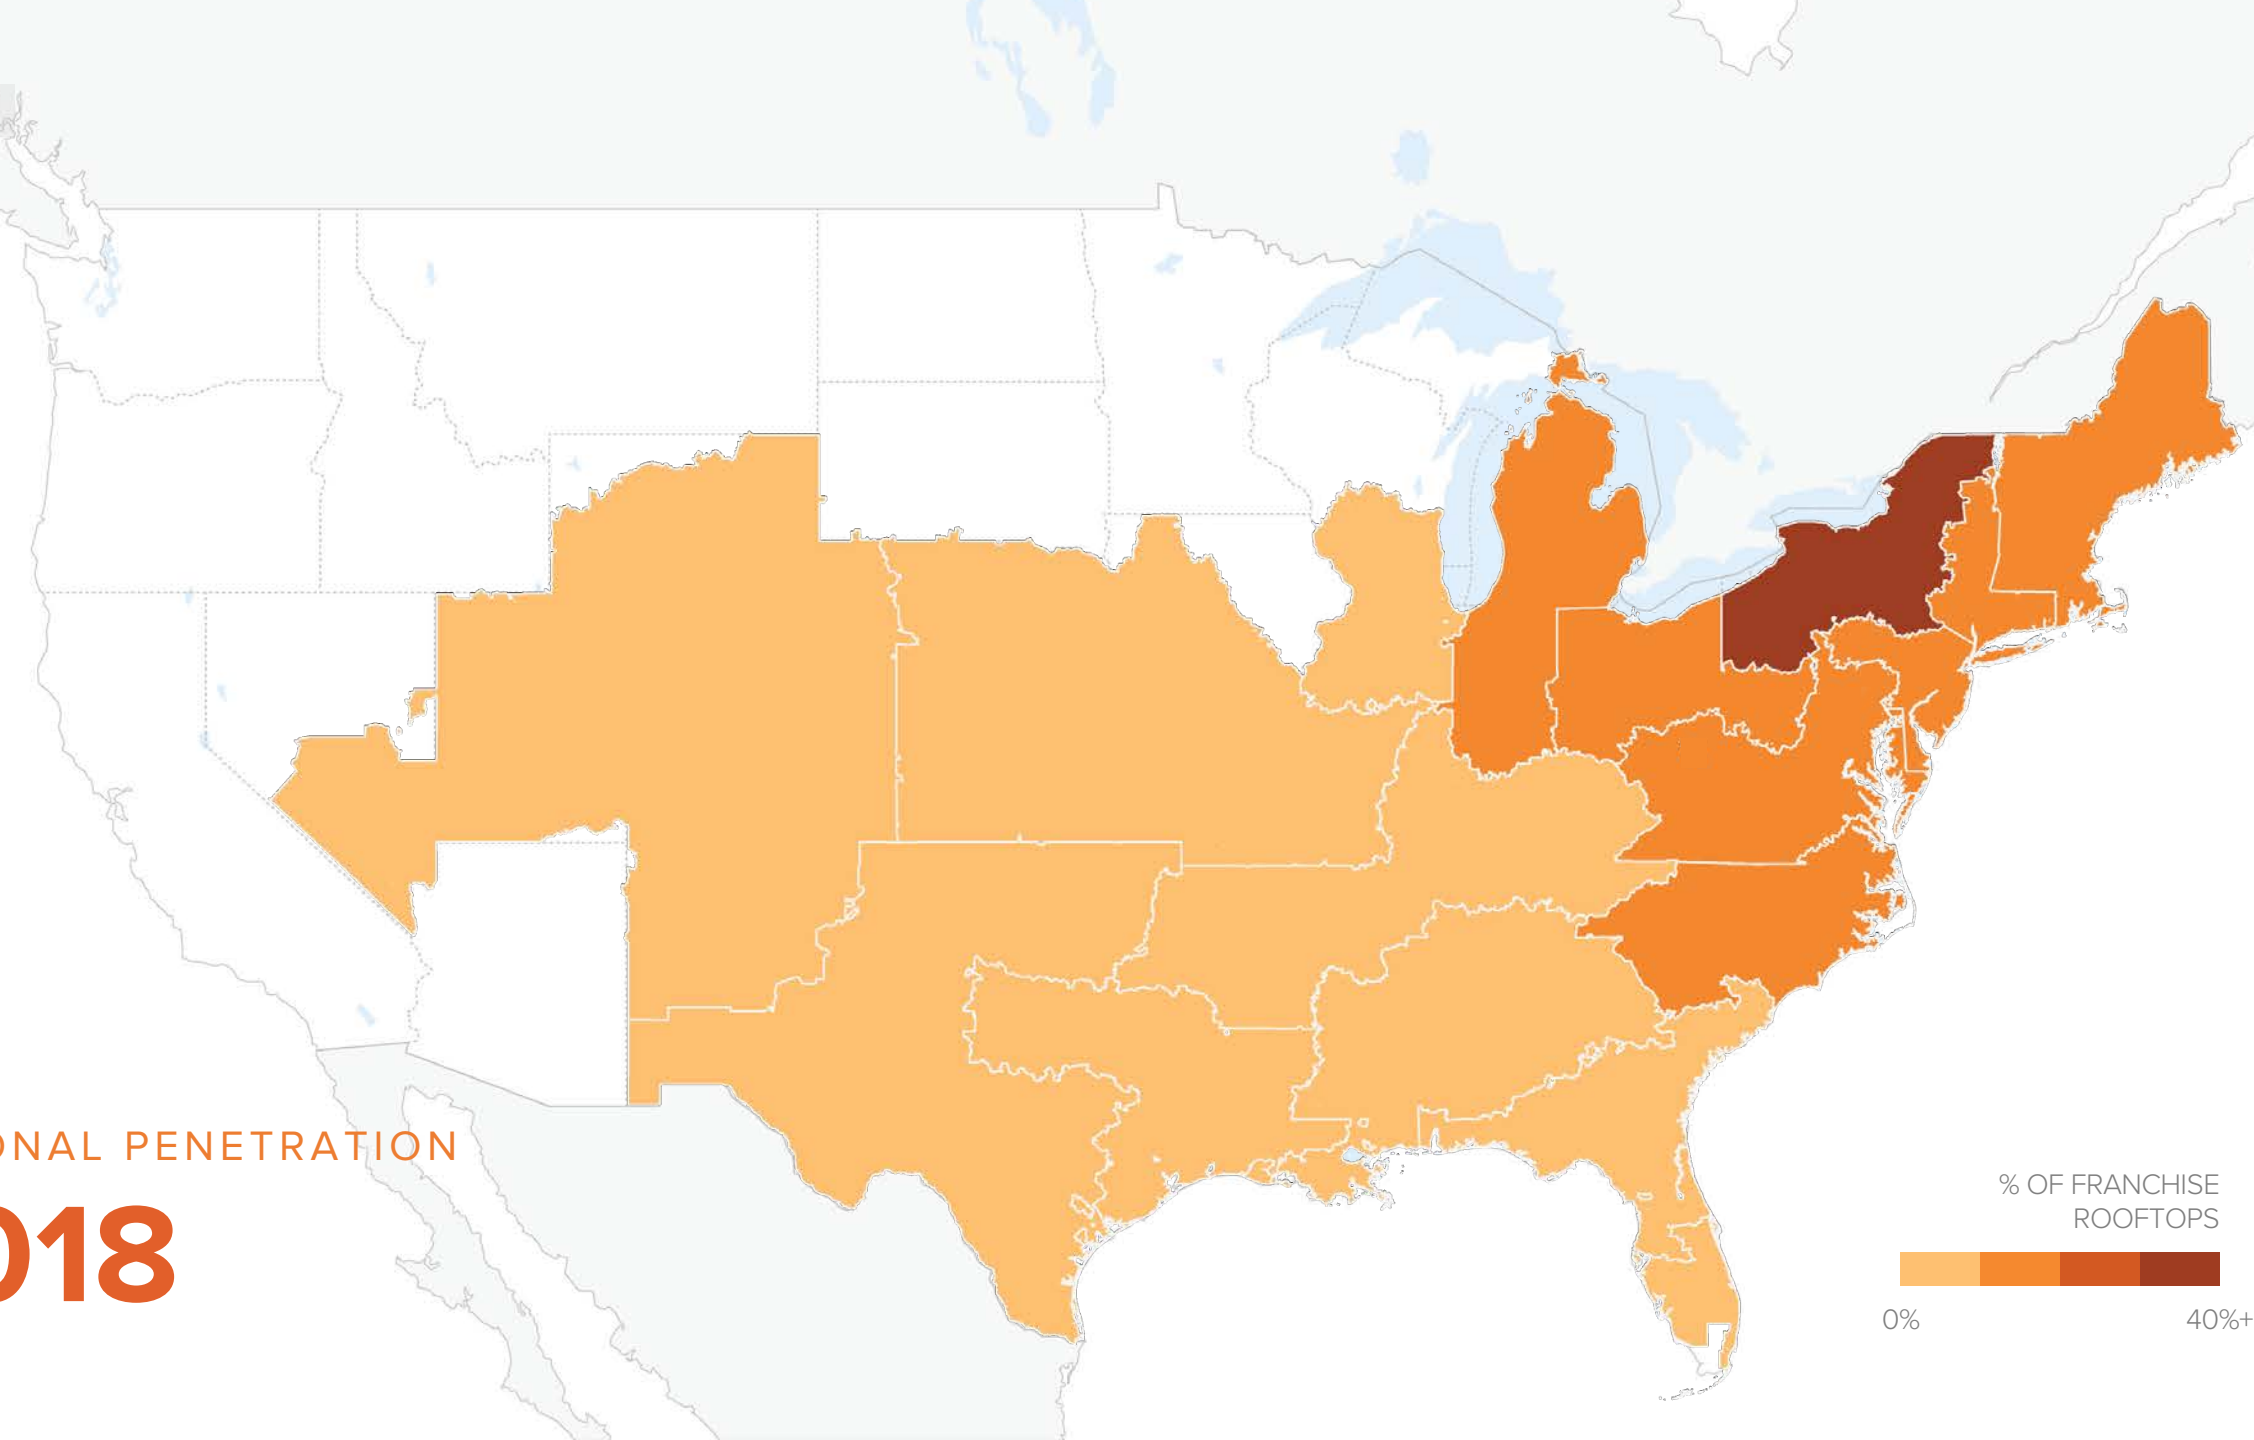 ONAL PENETRATION
018
% OF FRANCHISE
ROOFTOPS
0%
40%+